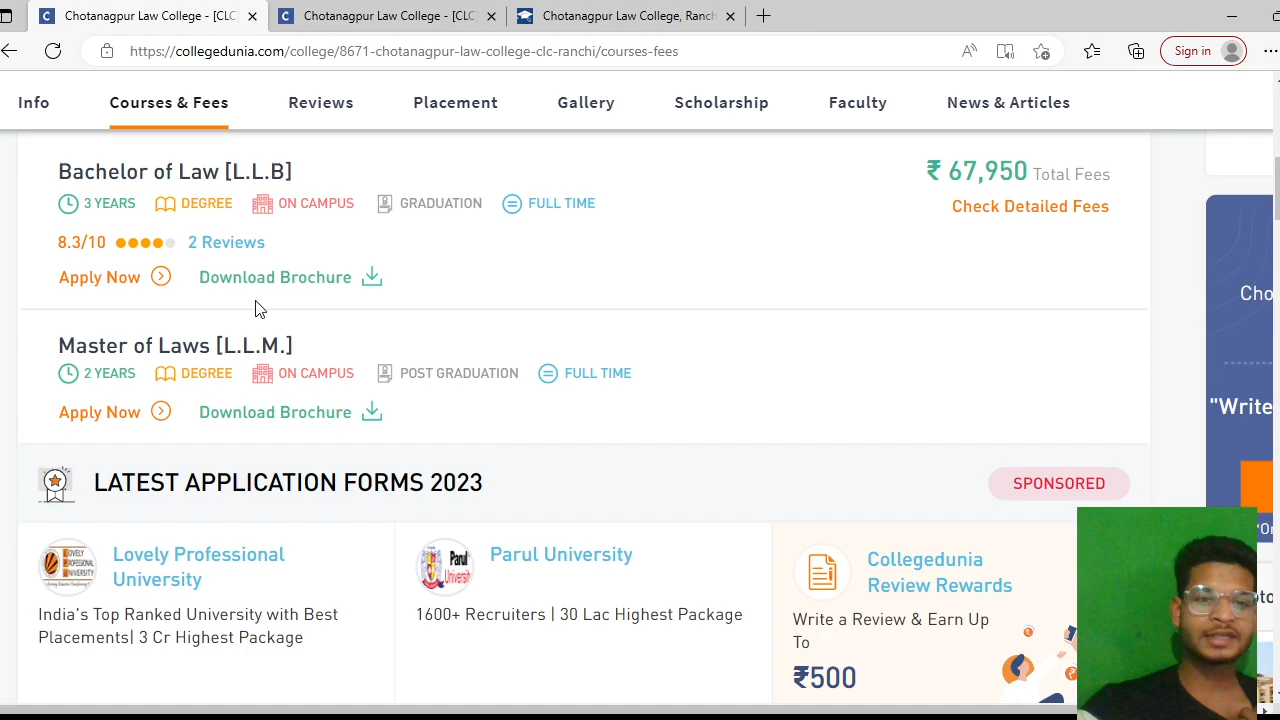 Chotanagpur Law College - [CLC]
Chotanagpur Law College - [CLC]
Chotanagpur Law College, Ranch
https://collegedunia.com/college/8671-chotanagpur-law-college-clc-ranchi/courses-fees
Sign in
Info
Courses & Fees
Reviews
Placement
Gallery
Scholarship
Faculty
News & Articles
Bachelor of Law [L.L.B]
₹ 67,950 Total Fees
3 YEARS DEGREE ON CAMPUS GRADUATION FULL TIME
Check Detailed Fees
8.3/10 2 Reviews
Apply Now Download Brochure
Cho
Master of Laws [L.L.M.]
2 YEARS DEGREE ON CAMPUS POST GRADUATION FULL TIME
Apply Now Download Brochure
"Write
LATEST APPLICATION FORMS 2023
SPONSORED
Lovely Professional
University
India's Top Ranked University with Best
Placements| 3 Cr Highest Package
Parul University
1600+ Recruiters | 30 Lac Highest Package
Collegedunia
Review Rewards
Write a Review & Earn Up
To
₹500